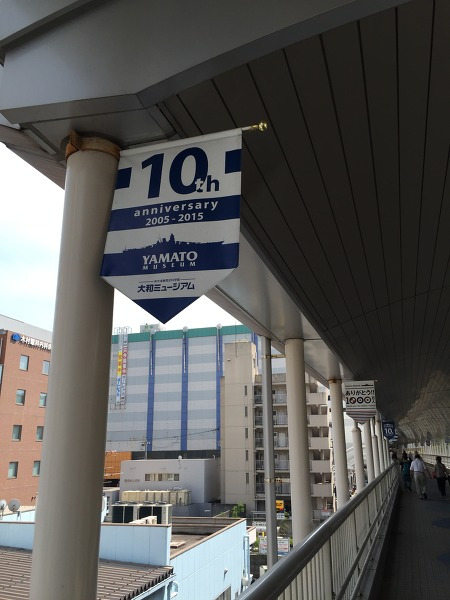 10th
anniversary
2005 - 2015
YAMATO
MUSEUM
大和ミュージアム
ありがとう!!
10